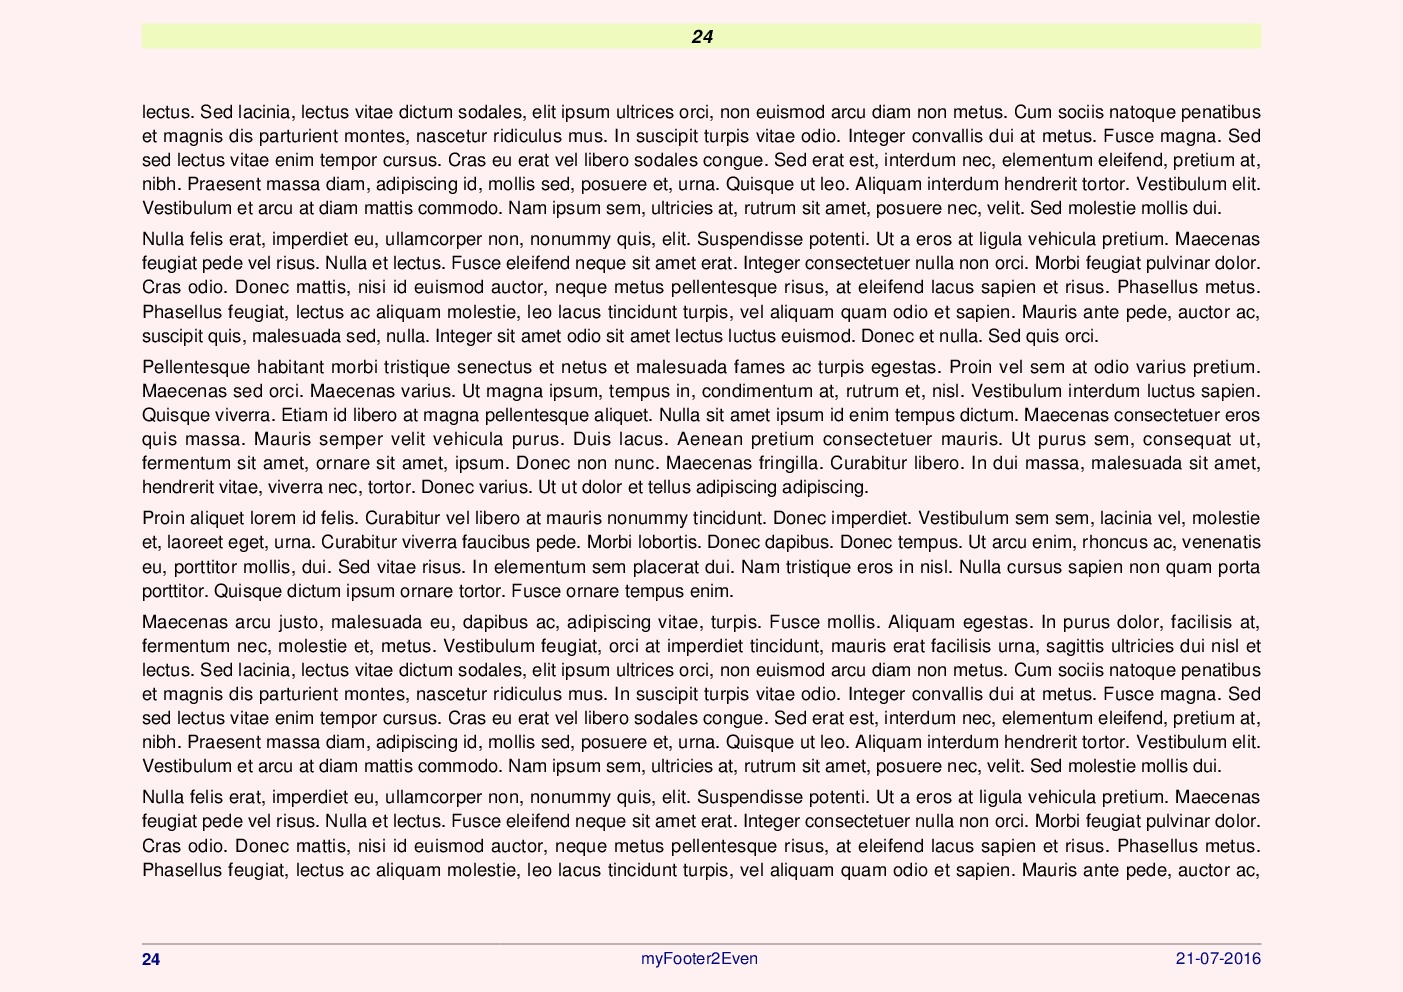 24
lectus. Sed lacinia, lectus vitae dictum sodales, elit ipsum ultrices orci, non euismod arcu diam non metus. Cum sociis natoque penatibus
et magnis dis parturient montes, nascetur ridiculus mus. In suscipit turpis vitae odio. Integer convallis dui at metus. Fusce magna. Sed
sed lectus vitae enim tempor cursus. Cras eu erat vel libero sodales congue. Sed erat est, interdum nec, elementum eleifend, pretium at,
nibh. Praesent massa diam, adipiscing id, mollis sed, posuere et, urna. Quisque ut leo. Aliquam interdum hendrerit tortor. Vestibulum elit.
Vestibulum et arcu at diam mattis commodo. Nam ipsum sem, ultricies at, rutrum sit amet, posuere nec, velit. Sed molestie mollis dui.
Nulla felis erat, imperdiet eu, ullamcorper non, nonummy quis, elit. Suspendisse potenti. Ut a eros at ligula vehicula pretium. Maecenas
feugiat pede vel risus. Nulla et lectus. Fusce eleifend neque sit amet erat. Integer consectetuer nulla non orci. Morbi feugiat pulvinar dolor.
Cras odio. Donec mattis, nisi id euismod auctor, neque metus pellentesque risus, at eleifend lacus sapien et risus. Phasellus metus.
Phasellus feugiat, lectus ac aliquam molestie, leo lacus tincidunt turpis, vel aliquam quam odio et sapien. Mauris ante pede, auctor ac,
suscipit quis, malesuada sed, nulla. Integer sit amet odio sit amet lectus luctus euismod. Donec et nulla. Sed quis orci.
Pellentesque habitant morbi tristique senectus et netus et malesuada fames ac turpis egestas. Proin vel sem at odio varius pretium.
Maecenas sed orci. Maecenas varius. Ut magna ipsum, tempus in, condimentum at, rutrum et, nisl. Vestibulum interdum luctus sapien.
Quisque viverra. Etiam id libero at magna pellentesque aliquet. Nulla sit amet ipsum id enim tempus dictum. Maecenas consectetuer eros
quis massa. Mauris semper velit vehicula purus. Duis lacus. Aenean pretium consectetuer mauris. Ut purus sem, consequat ut,
fermentum sit amet, ornare sit amet, ipsum. Donec non nunc. Maecenas fringilla. Curabitur libero. In dui massa, malesuada sit amet,
hendrerit vitae, viverra nec, tortor. Donec varius. Ut ut dolor et tellus adipiscing adipiscing.
Proin aliquet lorem id felis. Curabitur vel libero at mauris nonummy tincidunt. Donec imperdiet. Vestibulum sem sem, lacinia vel, molestie
et, laoreet eget, urna. Curabitur viverra faucibus pede. Morbi lobortis. Donec dapibus. Donec tempus. Ut arcu enim, rhoncus ac, venenatis
eu, porttitor mollis, dui. Sed vitae risus. In elementum sem placerat dui. Nam tristique eros in nisl. Nulla cursus sapien non quam porta
porttitor. Quisque dictum ipsum ornare tortor. Fusce ornare tempus enim.
Maecenas arcu justo, malesuada eu, dapibus ac, adipiscing vitae, turpis. Fusce mollis. Aliquam egestas. In purus dolor, facilisis at,
fermentum nec, molestie et, metus. Vestibulum feugiat, orci at imperdiet tincidunt, mauris erat facilisis urna, sagittis ultricies dui nisl et
lectus. Sed lacinia, lectus vitae dictum sodales, elit ipsum ultrices orci, non euismod arcu diam non metus. Cum sociis natoque penatibus
et magnis dis parturient montes, nascetur ridiculus mus. In suscipit turpis vitae odio. Integer convallis dui at metus. Fusce magna. Sed
sed lectus vitae enim tempor cursus. Cras eu erat vel libero sodales congue. Sed erat est, interdum nec, elementum eleifend, pretium at,
nibh. Praesent massa diam, adipiscing id, mollis sed, posuere et, urna. Quisque ut leo. Aliquam interdum hendrerit tortor. Vestibulum elit.
Vestibulum et arcu at diam mattis commodo. Nam ipsum sem, ultricies at, rutrum sit amet, posuere nec, velit. Sed molestie mollis dui.
Nulla felis erat, imperdiet eu, ullamcorper non, nonummy quis, elit. Suspendisse potenti. Ut a eros at ligula vehicula pretium. Maecenas
feugiat pede vel risus. Nulla et lectus. Fusce eleifend neque sit amet erat. Integer consectetuer nulla non orci. Morbi feugiat pulvinar dolor.
Cras odio. Donec mattis, nisi id euismod auctor, neque metus pellentesque risus, at eleifend lacus sapien et risus. Phasellus metus.
Phasellus feugiat, lectus ac aliquam molestie, leo lacus tincidunt turpis, vel aliquam quam odio et sapien. Mauris ante pede, auctor ac,
24 myFooter2Even 21-07-2016